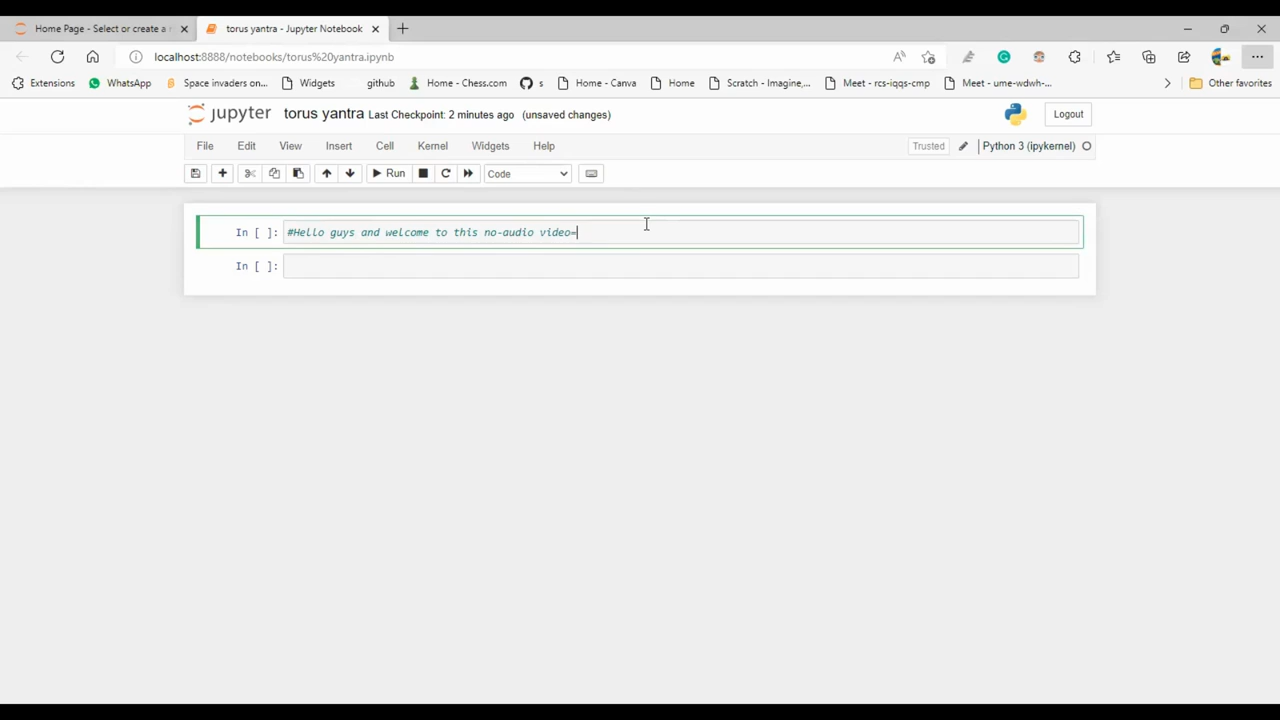 Home Page - Select or create a n
torus yantra - Jupyter Notebook
localhost:8888/notebooks/torus%20yantra.ipynb
Extensions WhatsApp Space invaders on... Widgets github Home - Chess.com s Home - Canva Home Scratch - Imagine,... Meet - rcs-iqqs-cmp Meet - ume-wdwh-... Other favorites
jupyter torus yantra Last Checkpoint: 2 minutes ago (unsaved changes) Logout
File Edit View Insert Cell Kernel Widgets Help Trusted Python 3 (ipykernel)
Run Code
In [ ]: #Hello guys and welcome to this no-audio video=
In [ ]: